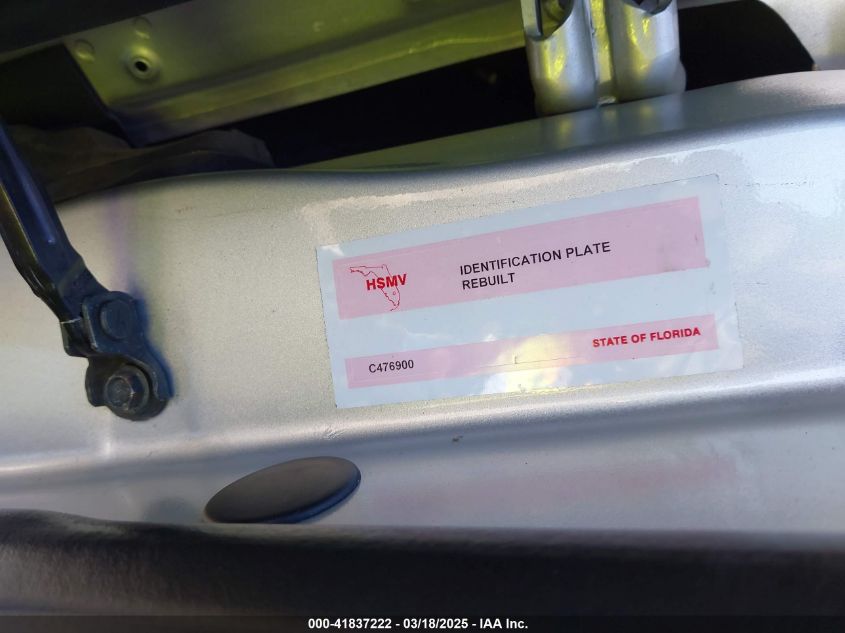 IDENTIFICATION PLATE
REBUILT
HSMV
STATE OF FLORIDA
C476900
000-41837222 - 03/18/2025 - IAA Inc.